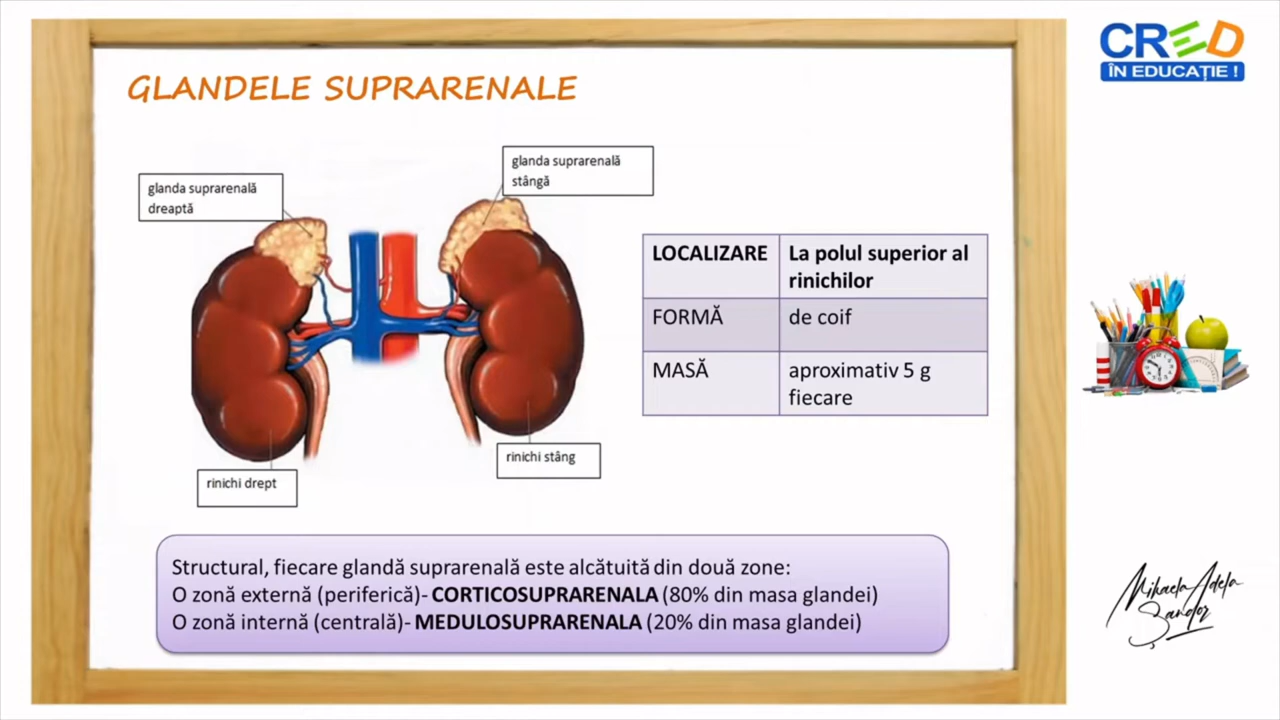 CRED
ÎN EDUCAȚIE !
GLANDELE SUPRARENALE
glanda suprarenală
stângă
glanda suprarenală
dreaptă
LOCALIZARE
La polul superior al
rinichilor
FORMĂ
de coif
MASĂ
aproximativ 5 g
fiecare
rinichi stâng
rinichi drept
Structural, fiecare glandă suprarenală este alcătuită din două zone:
O zonă externă (periferică)- CORTICOSUPRARENALA (80% din masa glandei)
O zonă internă (centrală)- MEDULOSUPRARENALA (20% din masa glandei)
Mihaela Adela
Șandor